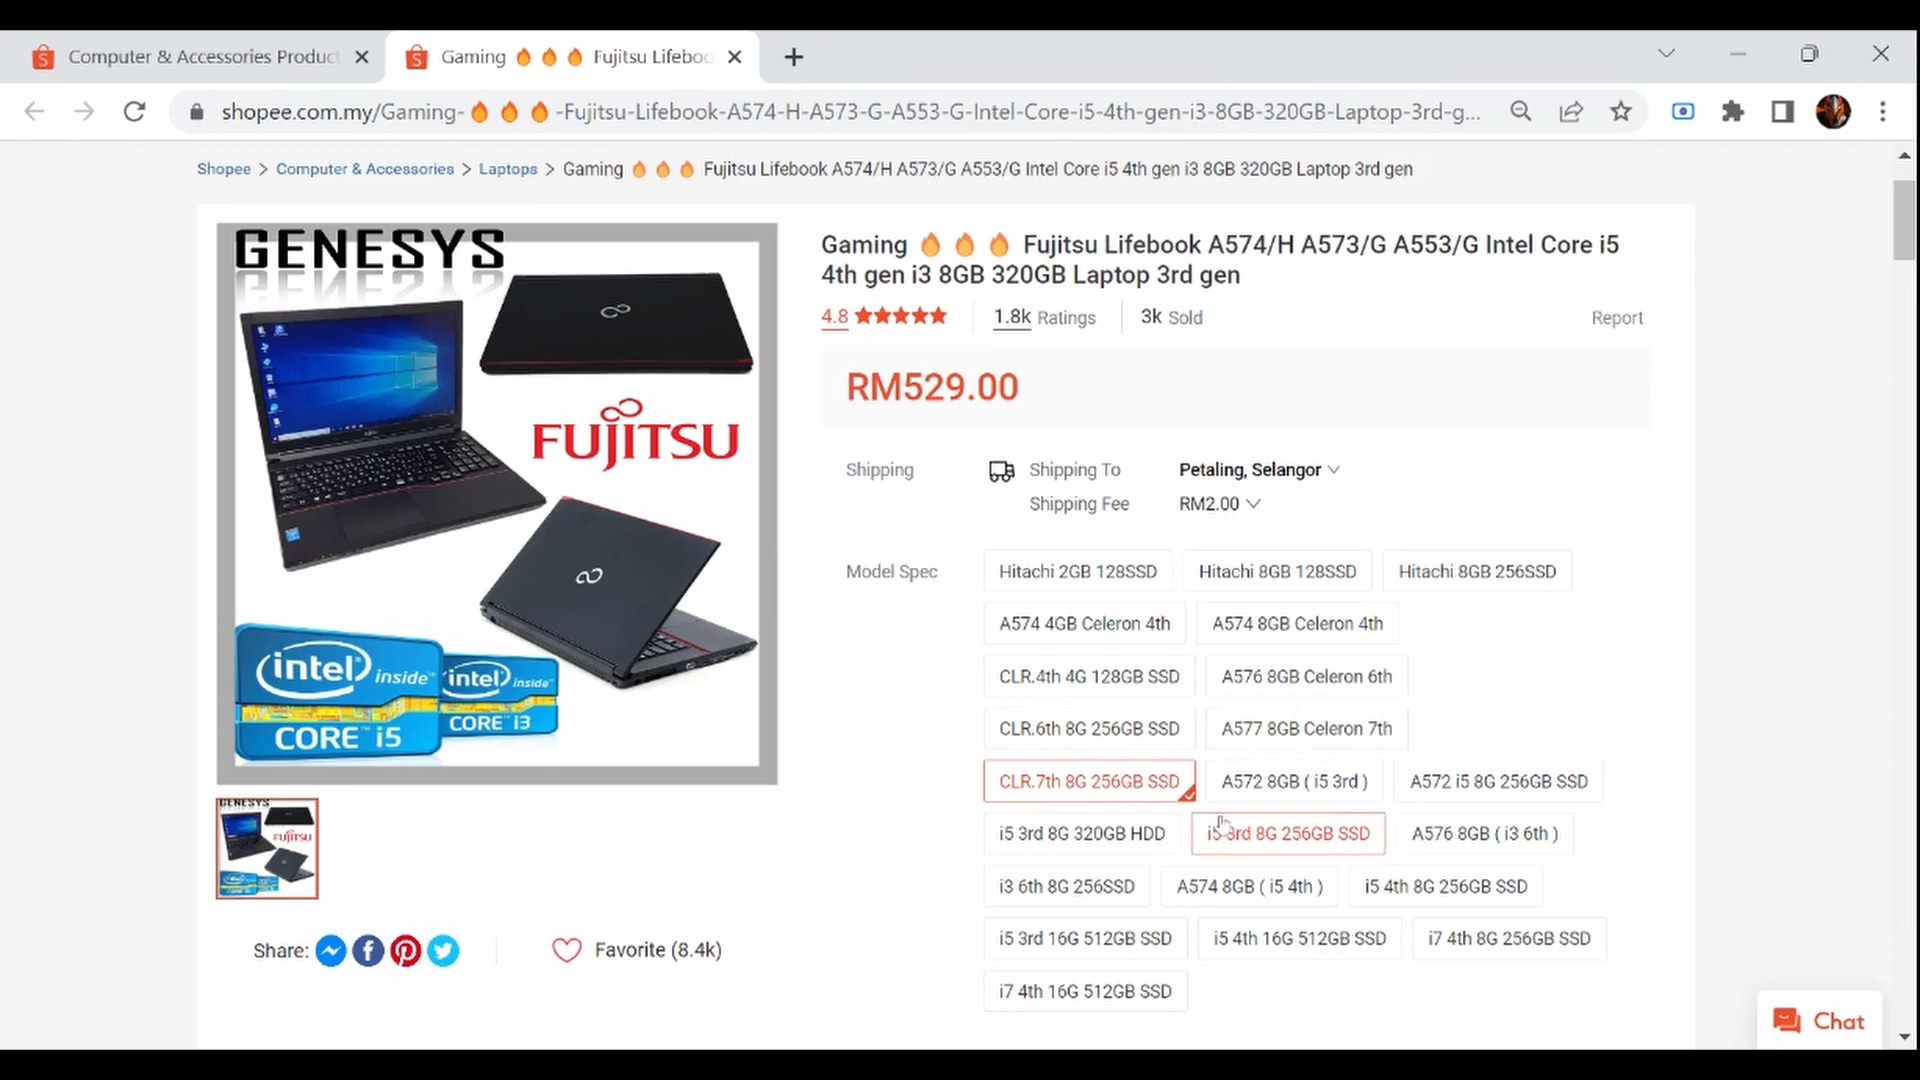 Computer & Accessories Product
Gaming 🔥 🔥 🔥 Fujitsu Lifeboo
shopee.com.my/Gaming-🔥🔥🔥-Fujitsu-Lifebook-A574-H-A573-G-A553-G-Intel-Core-i5-4th-gen-i3-8GB-320GB-Laptop-3rd-g...
Shopee > Computer & Accessories > Laptops > Gaming 🔥 🔥 🔥 Fujitsu Lifebook A574/H A573/G A553/G Intel Core i5 4th gen i3 8GB 320GB Laptop 3rd gen
GENESYS
FUJITSU
intel inside
CORE i5
intel inside
CORE i3
GENESYS
FUJITSU
Share:
Favorite (8.4k)
Gaming 🔥 🔥 🔥 Fujitsu Lifebook A574/H A573/G A553/G Intel Core i5
4th gen i3 8GB 320GB Laptop 3rd gen
4.8 1.8k Ratings 3k Sold Report
RM529.00
Shipping Shipping To Petaling, Selangor
Shipping Fee RM2.00
Model Spec Hitachi 2GB 128SSD Hitachi 8GB 128SSD Hitachi 8GB 256SSD
A574 4GB Celeron 4th A574 8GB Celeron 4th
CLR.4th 4G 128GB SSD A576 8GB Celeron 6th
CLR.6th 8G 256GB SSD A577 8GB Celeron 7th
CLR.7th 8G 256GB SSD A572 8GB ( i5 3rd ) A572 i5 8G 256GB SSD
i5 3rd 8G 320GB HDD i5 3rd 8G 256GB SSD A576 8GB ( i3 6th )
i3 6th 8G 256SSD A574 8GB ( i5 4th ) i5 4th 8G 256GB SSD
i5 3rd 16G 512GB SSD i5 4th 16G 512GB SSD i7 4th 8G 256GB SSD
i7 4th 16G 512GB SSD
Chat